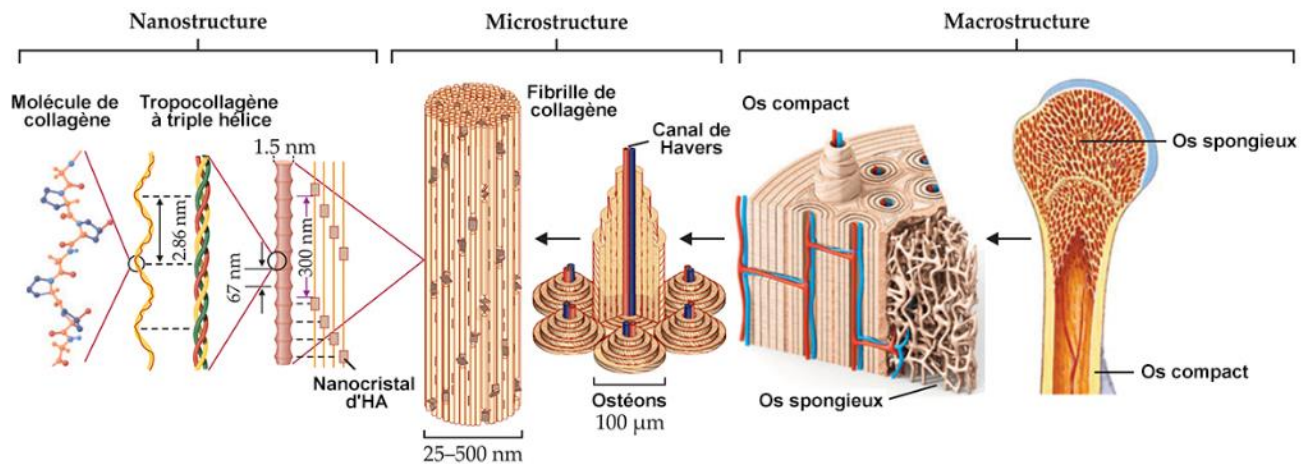 Nanostructure
Microstructure
Macrostructure
Molécule de
collagène
Tropocollagène
à triple hélice
1.5 nm
2.86 nm
67 nm
300 nm
Nanocristal
d'HA
Fibrille de
collagène
25–500 nm
Canal de
Havers
Ostéons
100 µm
Os compact
Os spongieux
Os spongieux
Os compact